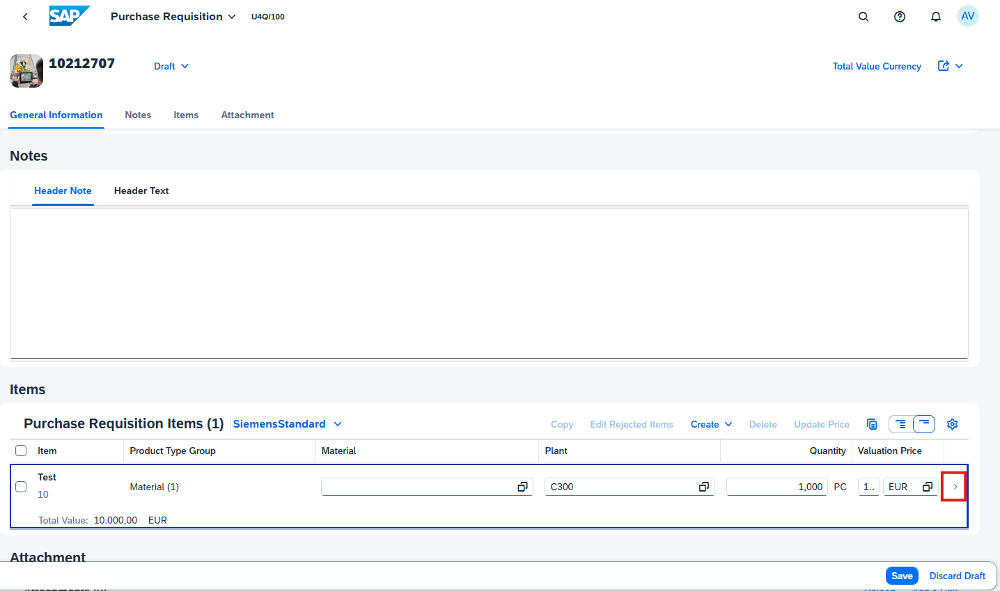 SAP Purchase Requisition U4Q/100 AV
10212707 Draft Total Value Currency
General Information Notes Items Attachment
Notes
Header Note Header Text
Items
Purchase Requisition Items (1) SiemensStandard Copy Edit Rejected Items Create Delete Update Price
Item Product Type Group Material Plant Quantity Valuation Price
Test
10 Material (1) C300 1,000 PC 1.. EUR
Total Value: 10.000,00 EUR
Attachment
Save Discard Draft